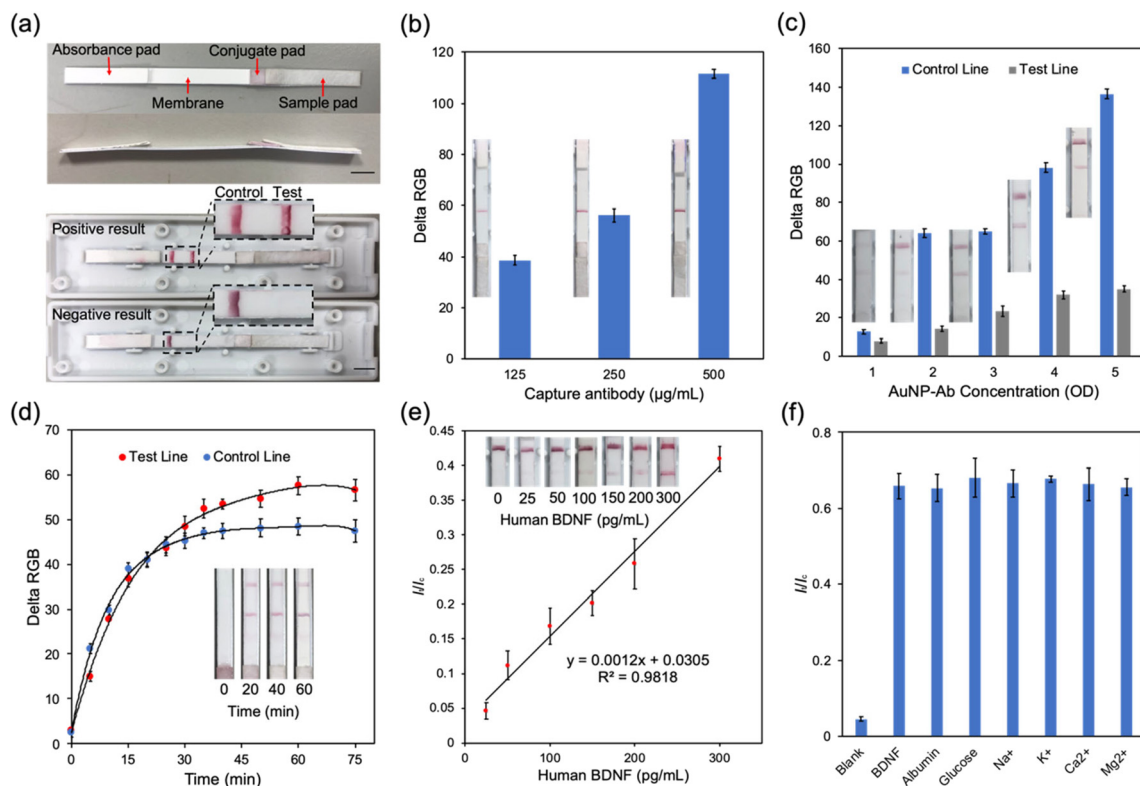 (a)
Absorbance pad
Conjugate pad
Membrane
Sample pad
Control Test
Positive result
Negative result
(b)
Delta RGB
120
100
80
60
40
20
0
125 250 500
Capture antibody (µg/mL)
(c)
Delta RGB
160
140
120
100
80
60
40
20
0
Control Line Test Line
1 2 3 4 5
AuNP-Ab Concentration (OD)
(d)
Delta RGB
70
60
50
40
30
20
10
0
Test Line Control Line
0 20 40 60
Time (min)
0 15 30 45 60 75
Time (min)
(e)
It/Ic
0.45
0.4
0.35
0.3
0.25
0.2
0.15
0.1
0.05
0
0 25 50 100 150 200 300
Human BDNF (pg/mL)
y = 0.0012x + 0.0305
R² = 0.9818
0 100 200 300
Human BDNF (pg/mL)
(f)
It/Ic
0.8
0.6
0.4
0.2
0
Blank
BDNF
Albumin
Glucose
Na+
K+
Ca2+
Mg2+